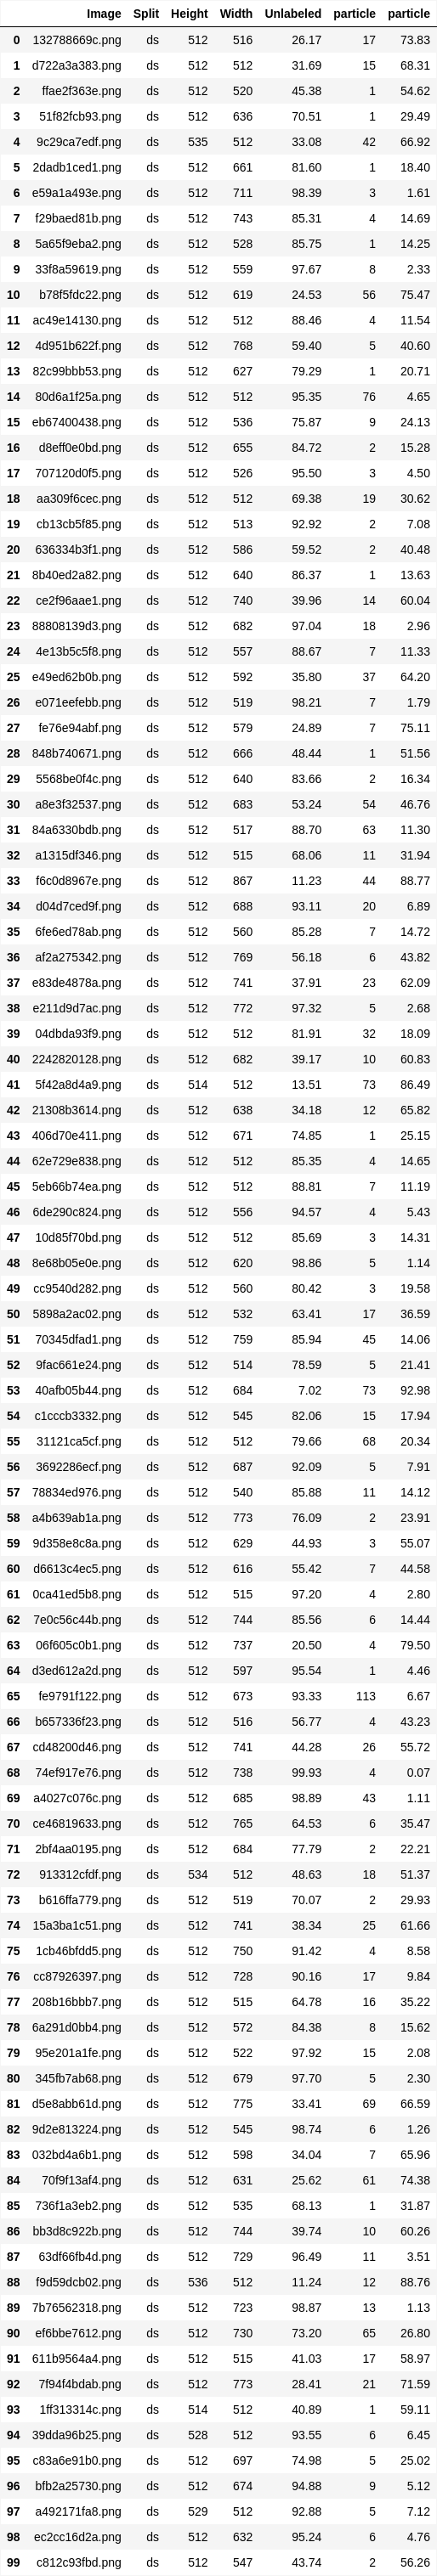 Image Split Height Width Unlabeled particle particle
0 132788669c.png ds 512 516 26.17 17 73.83
1 d722a3a383.png ds 512 512 31.69 15 68.31
2 ffae2f363e.png ds 512 520 45.38 1 54.62
3 51f82fcb93.png ds 512 636 70.51 1 29.49
4 9c29ca7edf.png ds 535 512 33.08 42 66.92
5 2dadb1ced1.png ds 512 661 81.60 1 18.40
6 e59a1a493e.png ds 512 711 98.39 3 1.61
7 f29baed81b.png ds 512 743 85.31 4 14.69
8 5a65f9eba2.png ds 512 528 85.75 1 14.25
9 33f8a59619.png ds 512 559 97.67 8 2.33
10 b78f5fdc22.png ds 512 619 24.53 56 75.47
11 ac49e14130.png ds 512 512 88.46 4 11.54
12 4d951b622f.png ds 512 768 59.40 5 40.60
13 82c99bbb53.png ds 512 627 79.29 1 20.71
14 80d6a1f25a.png ds 512 512 95.35 76 4.65
15 eb67400438.png ds 512 536 75.87 9 24.13
16 d8eff0e0bd.png ds 512 655 84.72 2 15.28
17 707120d0f5.png ds 512 526 95.50 3 4.50
18 aa309f6cec.png ds 512 512 69.38 19 30.62
19 cb13cb5f85.png ds 512 513 92.92 2 7.08
20 636334b3f1.png ds 512 586 59.52 2 40.48
21 8b40ed2a82.png ds 512 640 86.37 1 13.63
22 ce2f96aae1.png ds 512 740 39.96 14 60.04
23 88808139d3.png ds 512 682 97.04 18 2.96
24 4e13b5c5f8.png ds 512 557 88.67 7 11.33
25 e49ed62b0b.png ds 512 592 35.80 37 64.20
26 e071eefebb.png ds 512 519 98.21 7 1.79
27 fe76e94abf.png ds 512 579 24.89 7 75.11
28 848b740671.png ds 512 666 48.44 1 51.56
29 5568be0f4c.png ds 512 640 83.66 2 16.34
30 a8e3f32537.png ds 512 683 53.24 54 46.76
31 84a6330bdb.png ds 512 517 88.70 63 11.30
32 a1315df346.png ds 512 515 68.06 11 31.94
33 f6c0d8967e.png ds 512 867 11.23 44 88.77
34 d04d7ced9f.png ds 512 688 93.11 20 6.89
35 6fe6ed78ab.png ds 512 560 85.28 7 14.72
36 af2a275342.png ds 512 769 56.18 6 43.82
37 e83de4878a.png ds 512 741 37.91 23 62.09
38 e211d9d7ac.png ds 512 772 97.32 5 2.68
39 04dbda93f9.png ds 512 512 81.91 32 18.09
40 2242820128.png ds 512 682 39.17 10 60.83
41 5f42a8d4a9.png ds 514 512 13.51 73 86.49
42 21308b3614.png ds 512 638 34.18 12 65.82
43 406d70e411.png ds 512 671 74.85 1 25.15
44 62e729e838.png ds 512 512 85.35 4 14.65
45 5eb66b74ea.png ds 512 512 88.81 7 11.19
46 6de290c824.png ds 512 556 94.57 4 5.43
47 10d85f70bd.png ds 512 512 85.69 3 14.31
48 8e68b05e0e.png ds 512 620 98.86 5 1.14
49 cc9540d282.png ds 512 560 80.42 3 19.58
50 5898a2ac02.png ds 512 532 63.41 17 36.59
51 70345dfad1.png ds 512 759 85.94 45 14.06
52 9fac661e24.png ds 512 514 78.59 5 21.41
53 40afb05b44.png ds 512 684 7.02 73 92.98
54 c1cccb3332.png ds 512 545 82.06 15 17.94
55 31121ca5cf.png ds 512 512 79.66 68 20.34
56 3692286ecf.png ds 512 687 92.09 5 7.91
57 78834ed976.png ds 512 540 85.88 11 14.12
58 a4b639ab1a.png ds 512 773 76.09 2 23.91
59 9d358e8c8a.png ds 512 629 44.93 3 55.07
60 d6613c4ec5.png ds 512 616 55.42 7 44.58
61 0ca41ed5b8.png ds 512 515 97.20 4 2.80
62 7e0c56c44b.png ds 512 744 85.56 6 14.44
63 06f605c0b1.png ds 512 737 20.50 4 79.50
64 d3ed612a2d.png ds 512 597 95.54 1 4.46
65 fe9791f122.png ds 512 673 93.33 113 6.67
66 b657336f23.png ds 512 516 56.77 4 43.23
67 cd48200d46.png ds 512 741 44.28 26 55.72
68 74ef917e76.png ds 512 738 99.93 4 0.07
69 a4027c076c.png ds 512 685 98.89 43 1.11
70 ce46819633.png ds 512 765 64.53 6 35.47
71 2bf4aa0195.png ds 512 684 77.79 2 22.21
72 913312cfdf.png ds 534 512 48.63 18 51.37
73 b616ffa779.png ds 512 519 70.07 2 29.93
74 15a3ba1c51.png ds 512 741 38.34 25 61.66
75 1cb46bfdd5.png ds 512 750 91.42 4 8.58
76 cc87926397.png ds 512 728 90.16 17 9.84
77 208b16bbb7.png ds 512 515 64.78 16 35.22
78 6a291d0bb4.png ds 512 572 84.38 8 15.62
79 95e201a1fe.png ds 512 522 97.92 15 2.08
80 345fb7ab68.png ds 512 679 97.70 5 2.30
81 d5e8abb61d.png ds 512 775 33.41 69 66.59
82 9d2e813224.png ds 512 545 98.74 6 1.26
83 032bd4a6b1.png ds 512 598 34.04 7 65.96
84 70f9f13af4.png ds 512 631 25.62 61 74.38
85 736f1a3eb2.png ds 512 535 68.13 1 31.87
86 bb3d8c922b.png ds 512 744 39.74 10 60.26
87 63df66fb4d.png ds 512 729 96.49 11 3.51
88 f9d59dcb02.png ds 536 512 11.24 12 88.76
89 7b76562318.png ds 512 723 98.87 13 1.13
90 ef6bbe7612.png ds 512 730 73.20 65 26.80
91 611b9564a4.png ds 512 515 41.03 17 58.97
92 7f94f4bdab.png ds 512 773 28.41 21 71.59
93 1ff313314c.png ds 514 512 40.89 1 59.11
94 39dda96b25.png ds 528 512 93.55 6 6.45
95 c83a6e91b0.png ds 512 697 74.98 5 25.02
96 bfb2a25730.png ds 512 674 94.88 9 5.12
97 a492171fa8.png ds 529 512 92.88 5 7.12
98 ec2cc16d2a.png ds 512 632 95.24 6 4.76
99 c812c93fbd.png ds 512 547 43.74 2 56.26